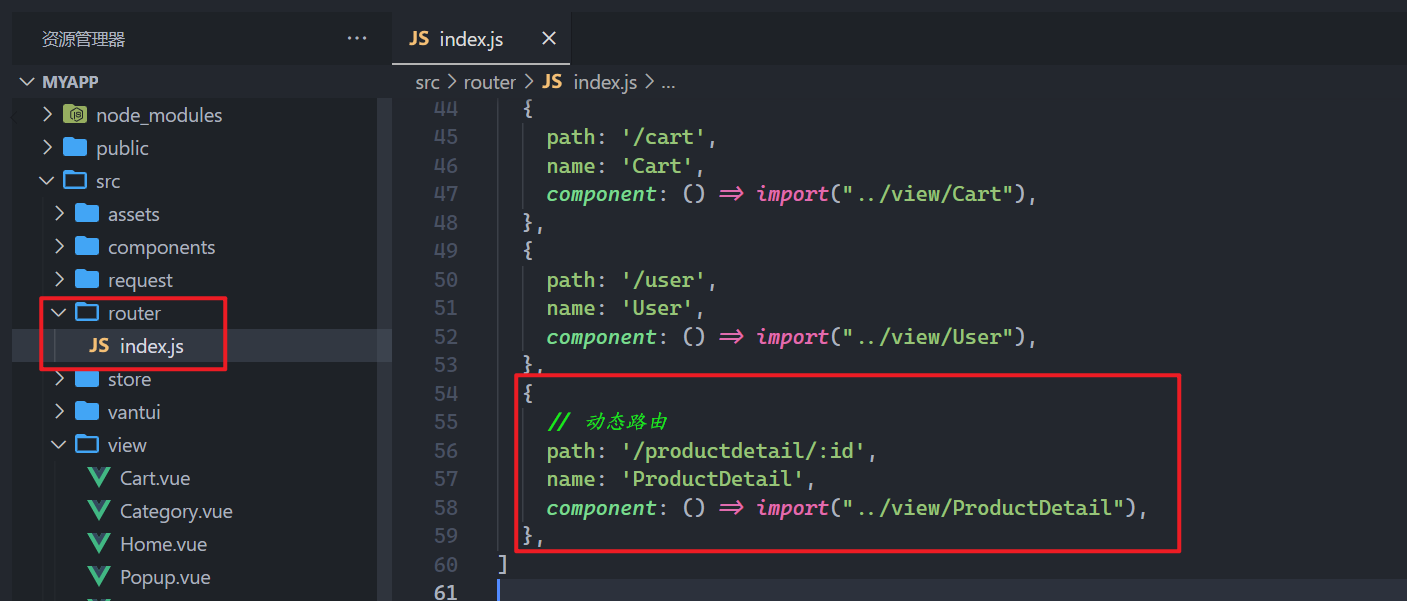 资源管理器 ···
MYAPP
node_modules
public
src
assets
components
request
router
JS index.js
store
vantui
view
Cart.vue
Category.vue
Home.vue
Popup.vue
JS index.js ×
src > router > JS index.js > ...
44 {
45 path: '/cart',
46 name: 'Cart',
47 component: () => import("../view/Cart"),
48 },
49 {
50 path: '/user',
51 name: 'User',
52 component: () => import("../view/User"),
53 },
54 {
55 // 动态路由
56 path: '/productdetail/:id',
57 name: 'ProductDetail',
58 component: () => import("../view/ProductDetail"),
59 },
60 ]
61